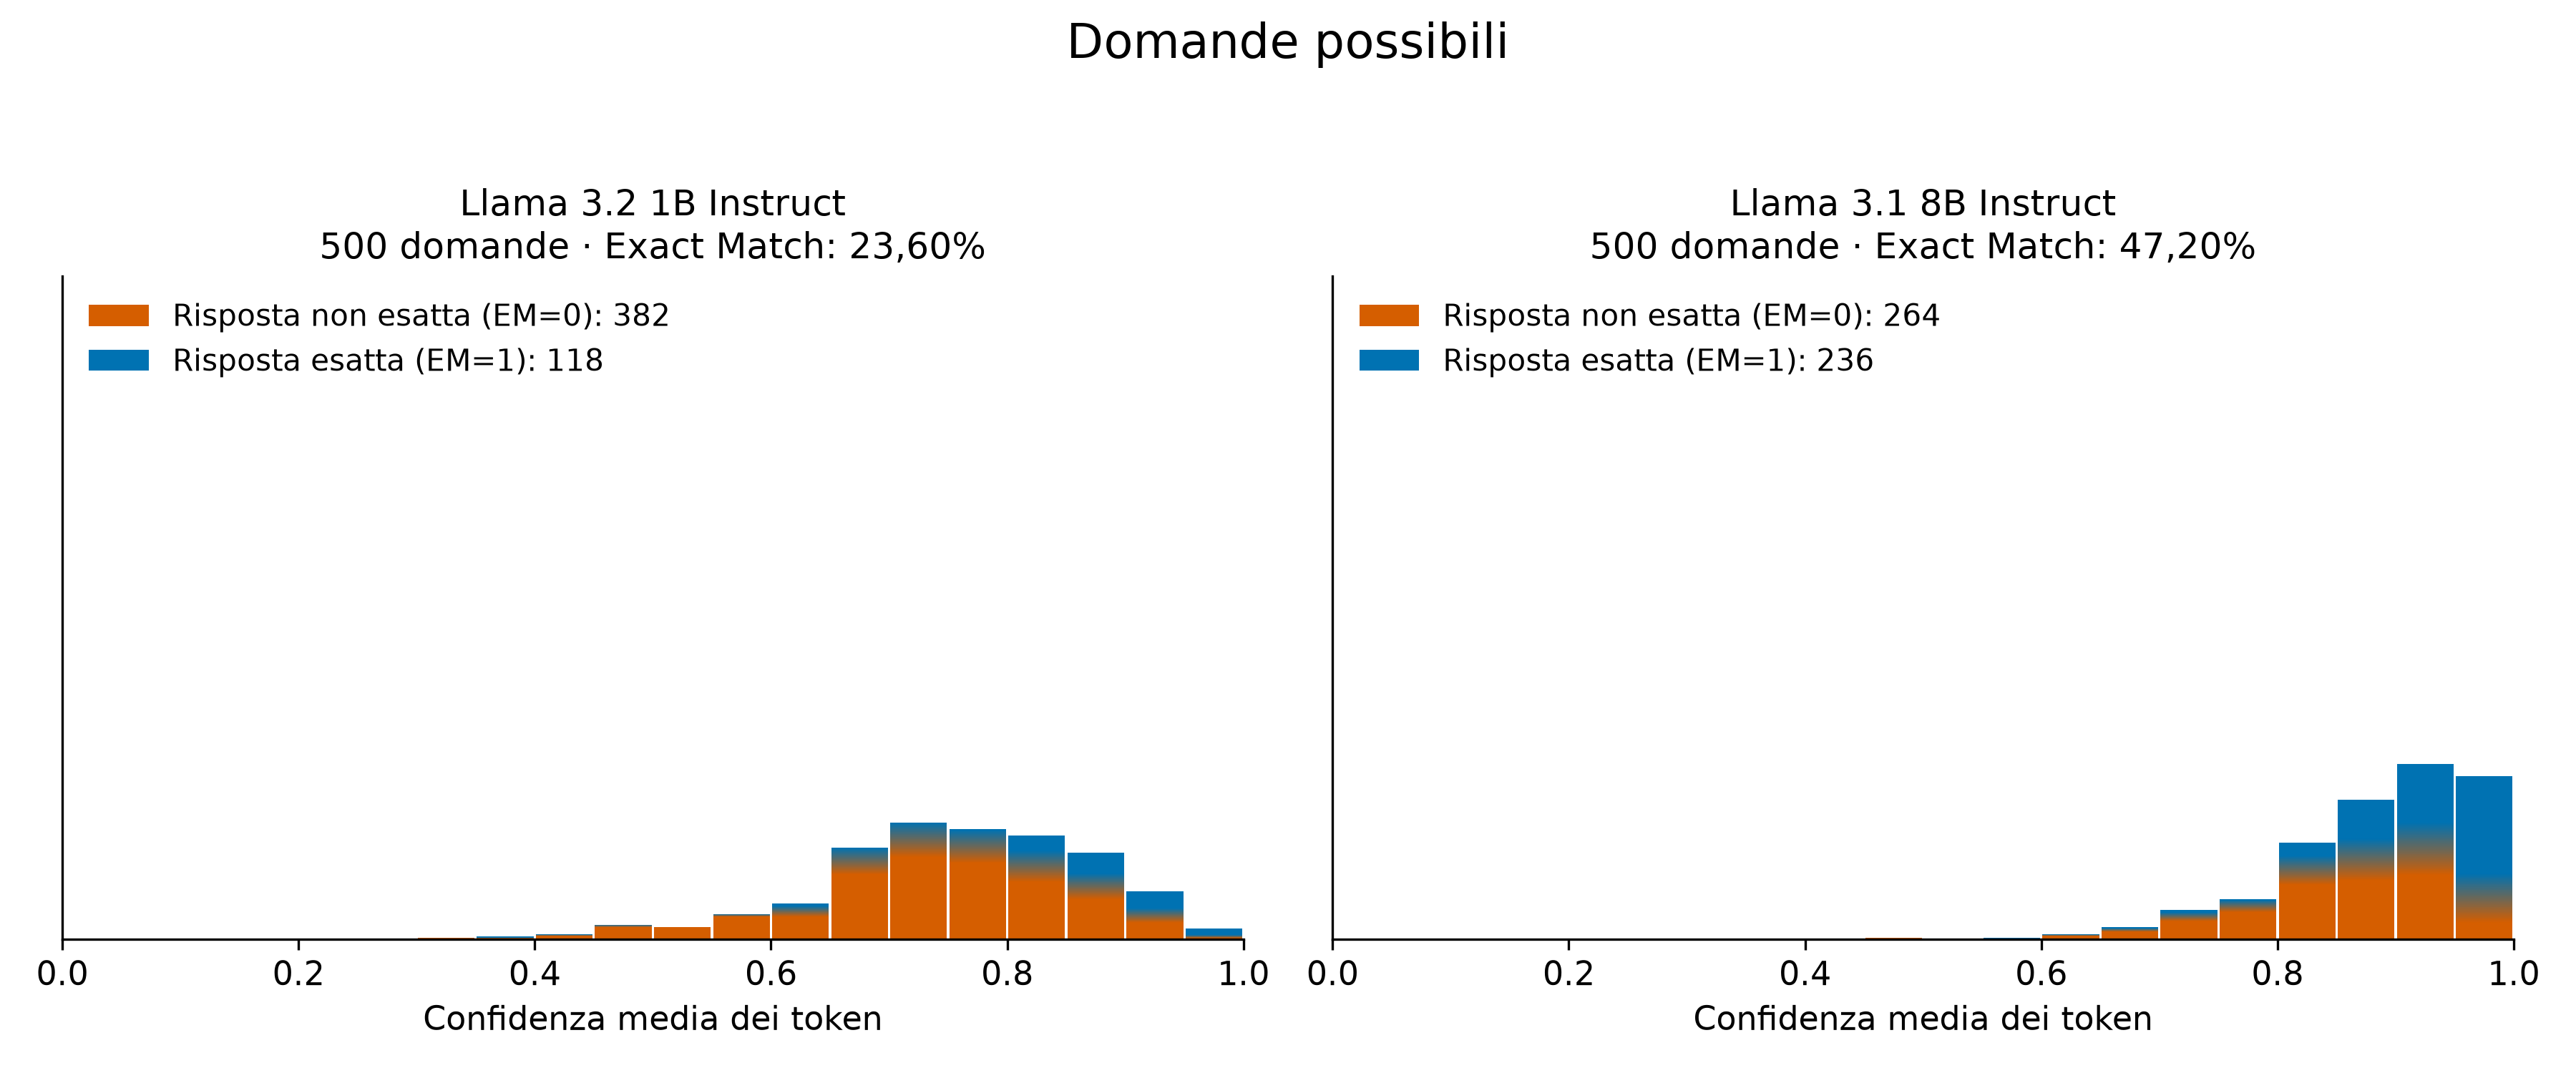 Domande possibili
Llama 3.2 1B Instruct
500 domande · Exact Match: 23,60%
Risposta non esatta (EM=0): 382
Risposta esatta (EM=1): 118
0.0 0.2 0.4 0.6 0.8 1.0
Confidenza media dei token
Llama 3.1 8B Instruct
500 domande · Exact Match: 47,20%
Risposta non esatta (EM=0): 264
Risposta esatta (EM=1): 236
0.0 0.2 0.4 0.6 0.8 1.0
Confidenza media dei token